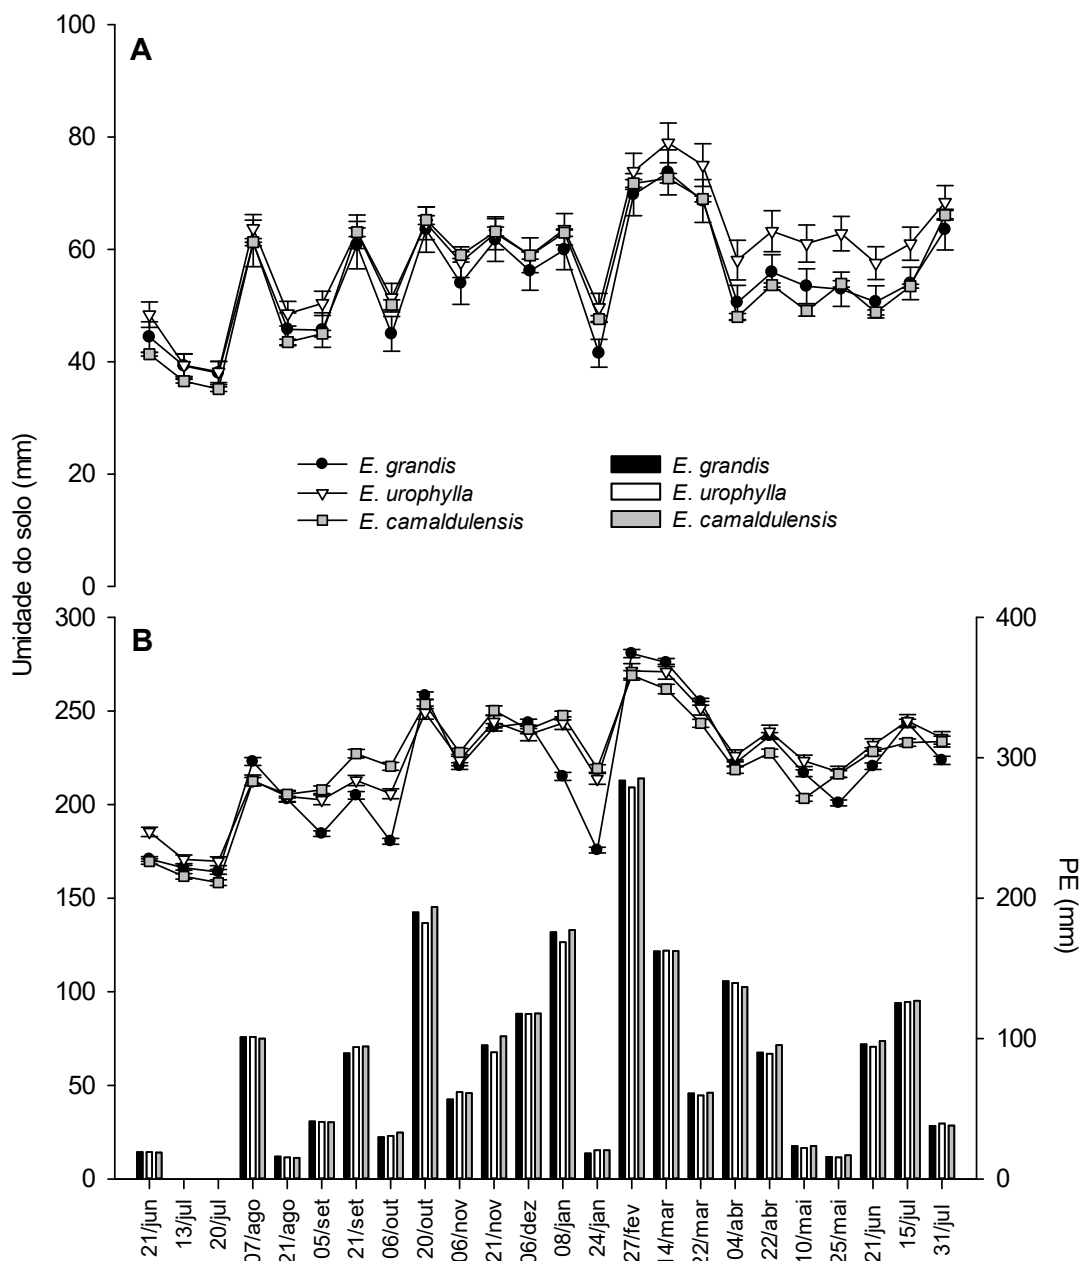 100
A
80
60
40
20
0
Umidade do solo (mm)
E. grandis
E. urophylla
E. camaldulensis
E. grandis
E. urophylla
E. camaldulensis
300
B
250
200
150
100
50
0
400
300
200
100
0
PE (mm)
21/jun
13/jul
20/jul
07/ago
21/ago
05/set
21/set
06/out
20/out
06/nov
21/nov
06/dez
08/jan
24/jan
27/fev
14/mar
22/mar
04/abr
22/abr
10/mai
25/mai
21/jun
15/jul
31/jul